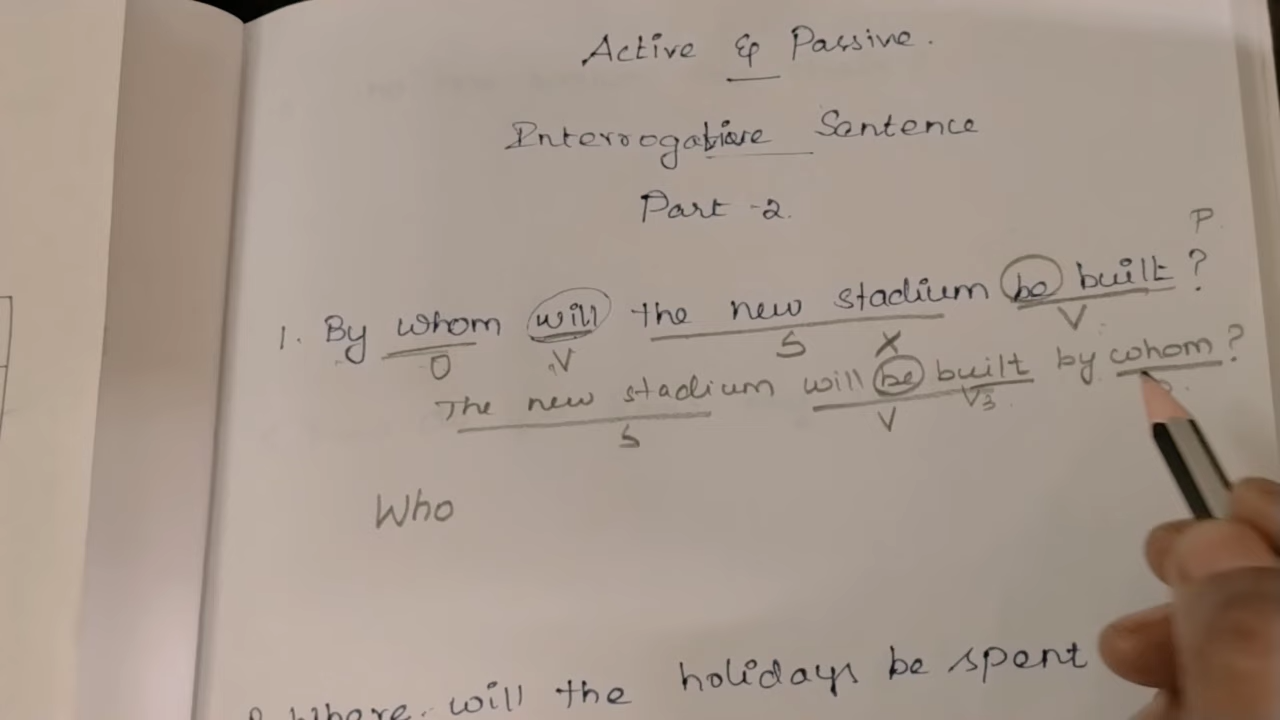 Active & Passive.
Interrogative Sentence
Part -2.
P.
1. By whom will the new stadium be built?
O V S X V
The new stadium will be built by whom?
S V V3
Who
Where will the holidays be spent